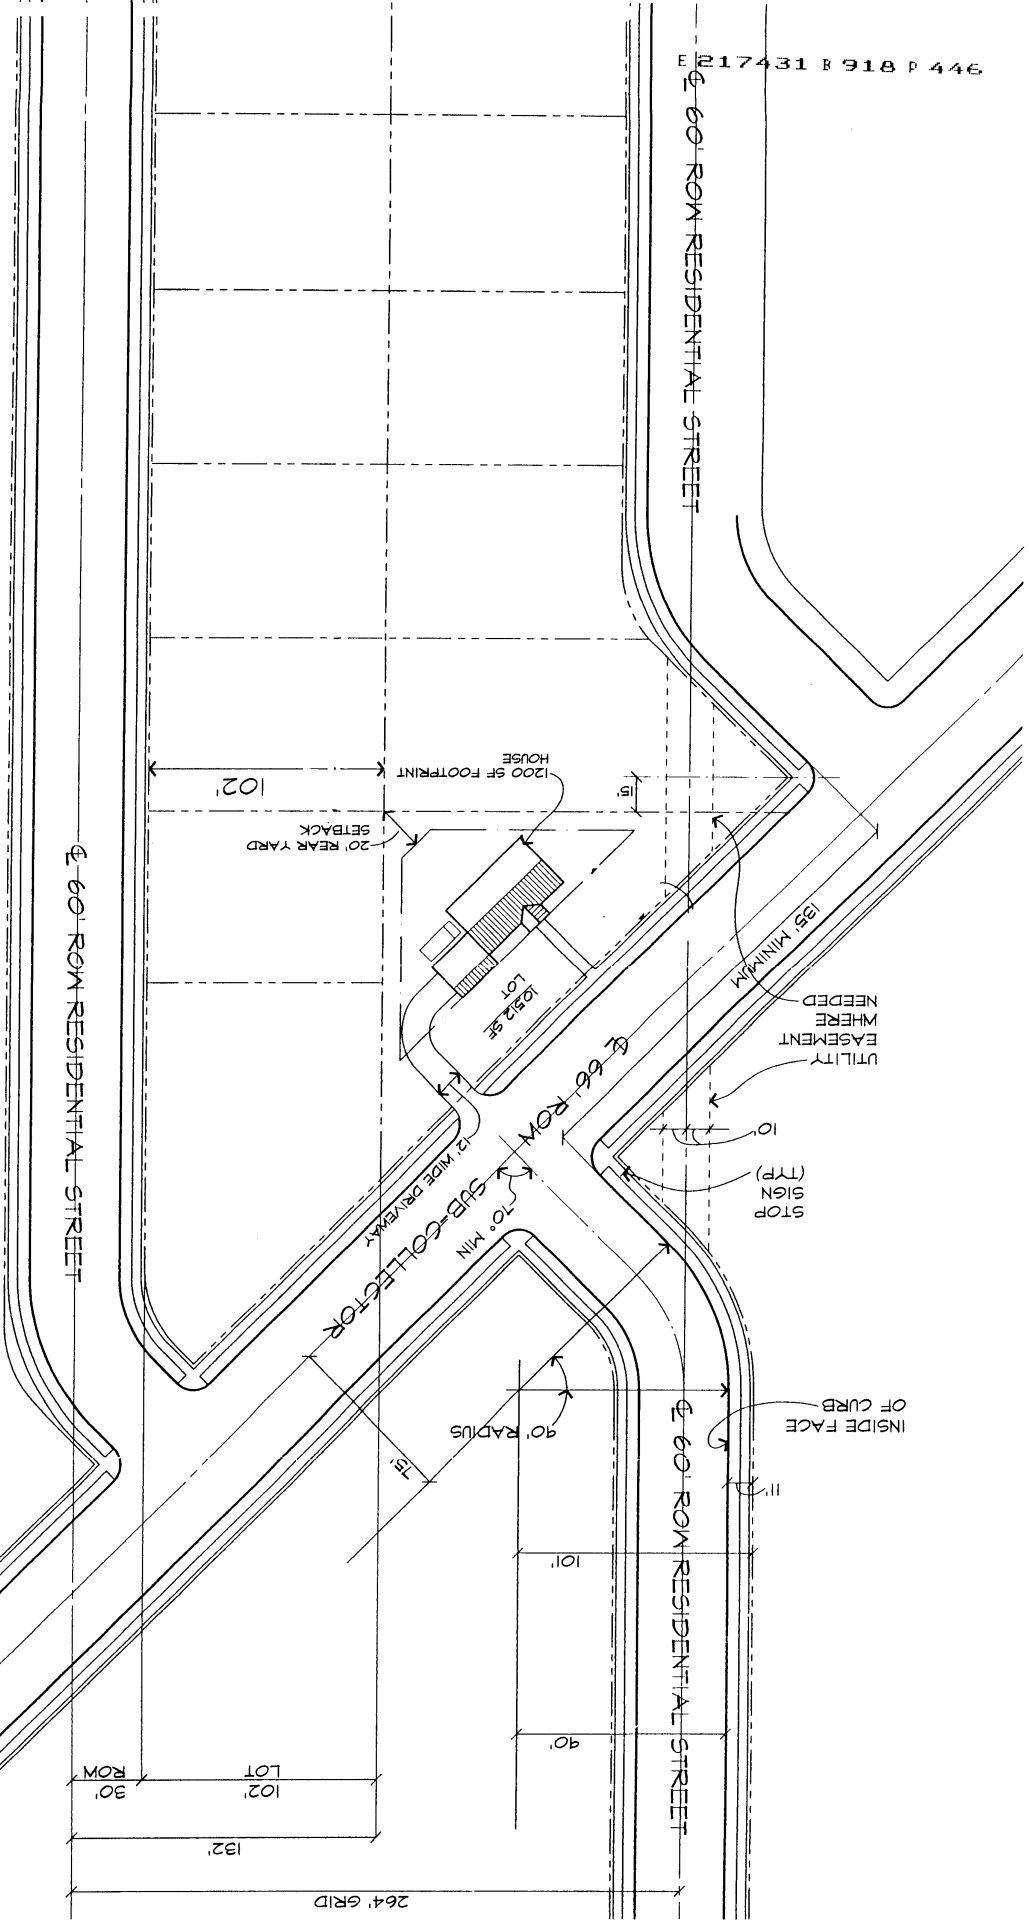 E 217431 B 918 P 446
℄ 60' ROW RESIDENTIAL STREET
102'
1200 SF FOOTPRINT
HOUSE
15'
20' REAR YARD
SETBACK
℄ 60' ROW RESIDENTIAL STREET
10512 SF
LOT
135' MINIMUM
UTILITY
EASEMENT
WHERE
NEEDED
℄ 66' ROW
SUB-COLLECTOR
12' WIDE DRIVEWAY
70° MIN
10'
STOP
SIGN
(TYP)
90' RADIUS
75'
INSIDE FACE
OF CURB
℄ 60' ROW RESIDENTIAL STREET
11'
101'
90'
30'
ROW
102'
LOT
132'
264' GRID